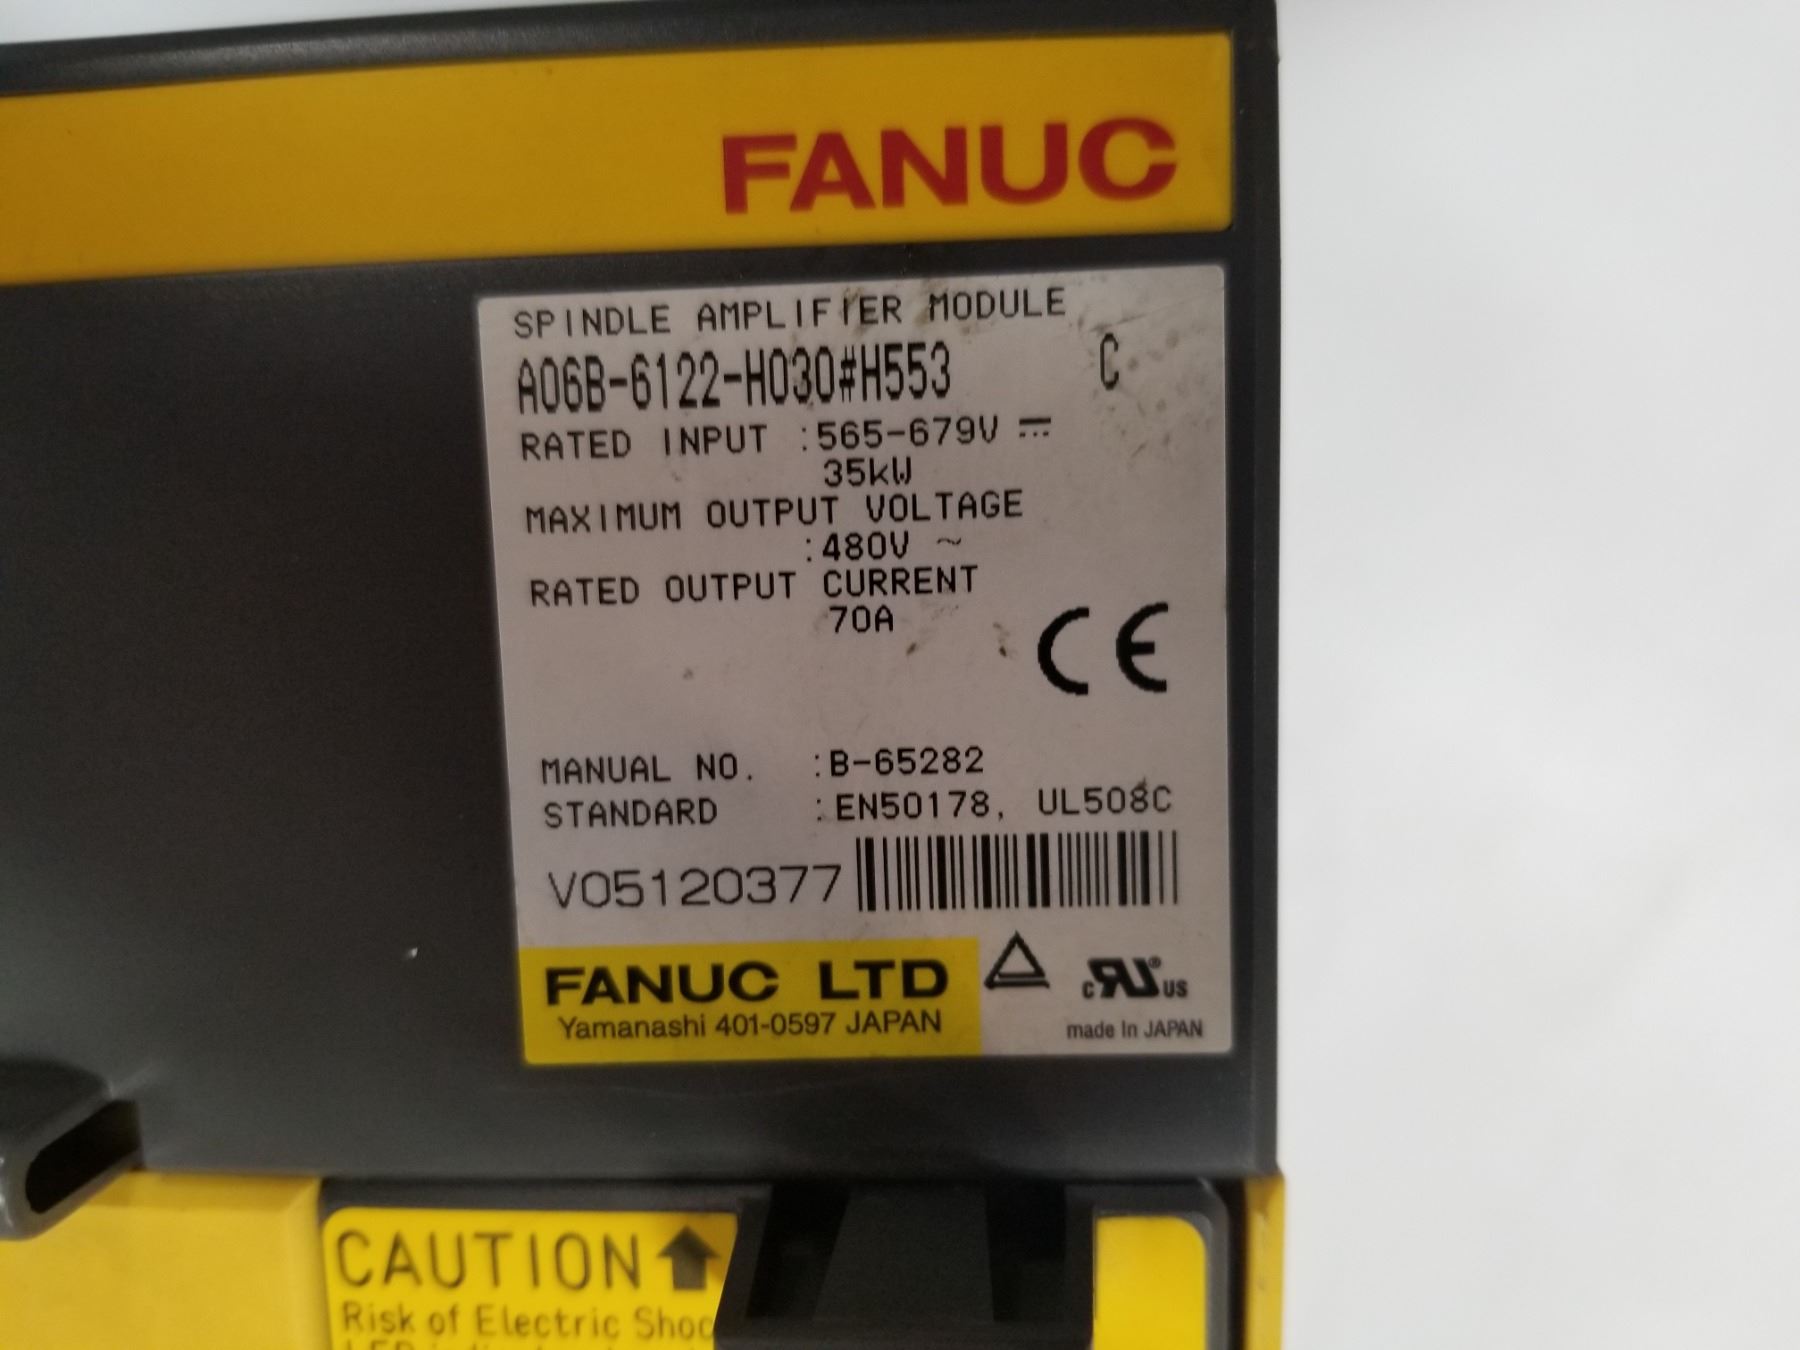 FANUC
SPINDLE AMPLIFIER MODULE
A06B-6122-H030#H553 C
RATED INPUT :565-679V ⎓
35kW
MAXIMUM OUTPUT VOLTAGE
:480V ~
RATED OUTPUT CURRENT
70A
CE
MANUAL NO. :B-65282
STANDARD :EN50178, UL508C
V05120377
FANUC LTD
Yamanashi 401-0597 JAPAN
c RU® US
made In JAPAN
CAUTION
Risk of Electric Shoc